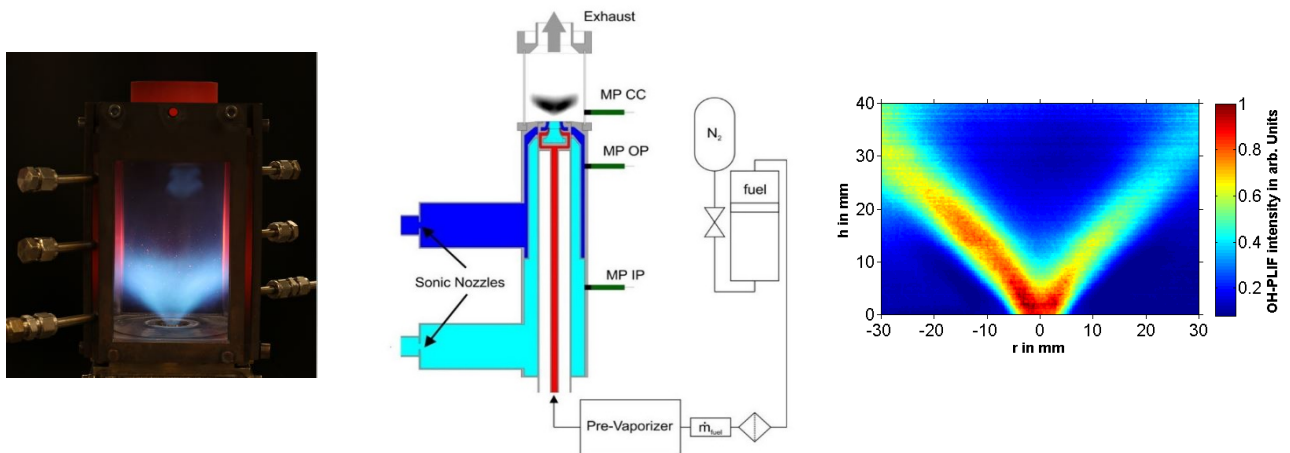 Exhaust
MP CC
MP OP
MP IP
Sonic Nozzles
N2
fuel
Pre-Vaporizer
ṁfuel
40
30
20
10
0
h in mm
-30
-20
-10
0
10
20
30
r in mm
1
0.8
0.6
0.4
0.2
OH-PLIF intensity in arb. Units